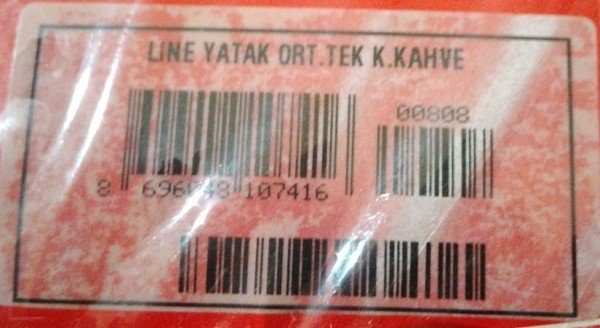 LINE YATAK ORT.TEK K.KAHVE
00808
8 696048 107416